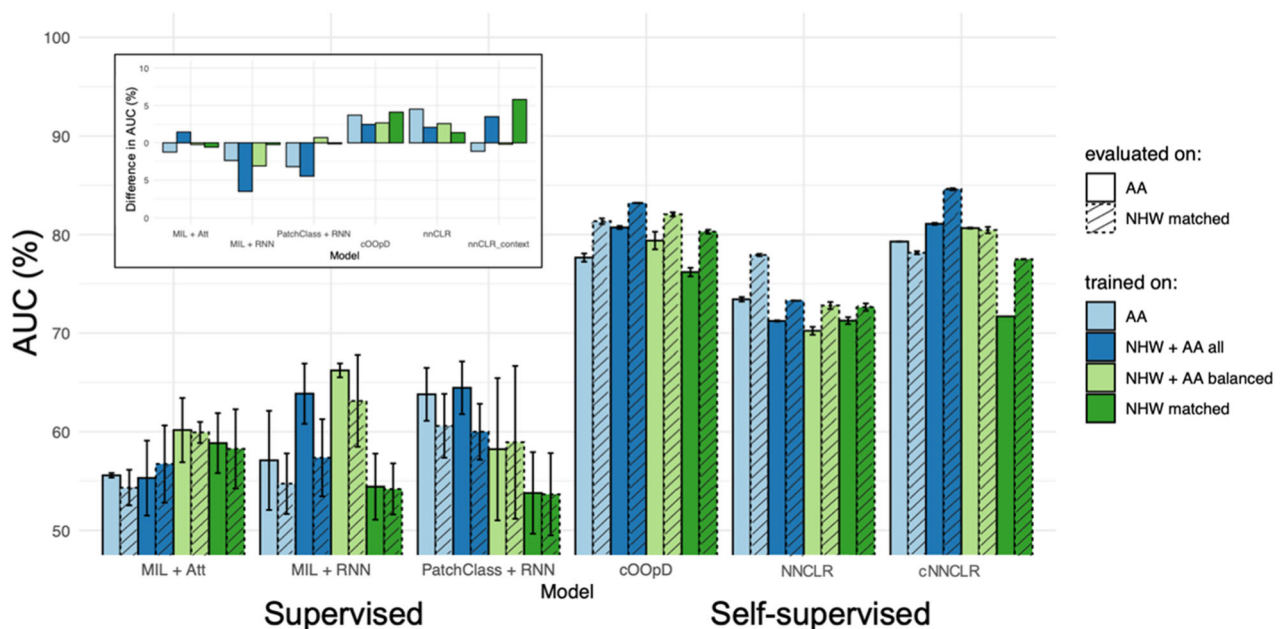 100
90
80
70
60
50
AUC (%)
10
5
0
5
0
Difference in AUC (%)
MIL + Att
MIL + RNN
PatchClass + RNN
cOOpD
nnCLR
nnCLR_context
Model
MIL + Att
MIL + RNN
PatchClass + RNN
cOOpD
NNCLR
cNNCLR
Model
Supervised
Self-supervised
evaluated on:
AA
NHW matched
trained on:
AA
NHW + AA all
NHW + AA balanced
NHW matched